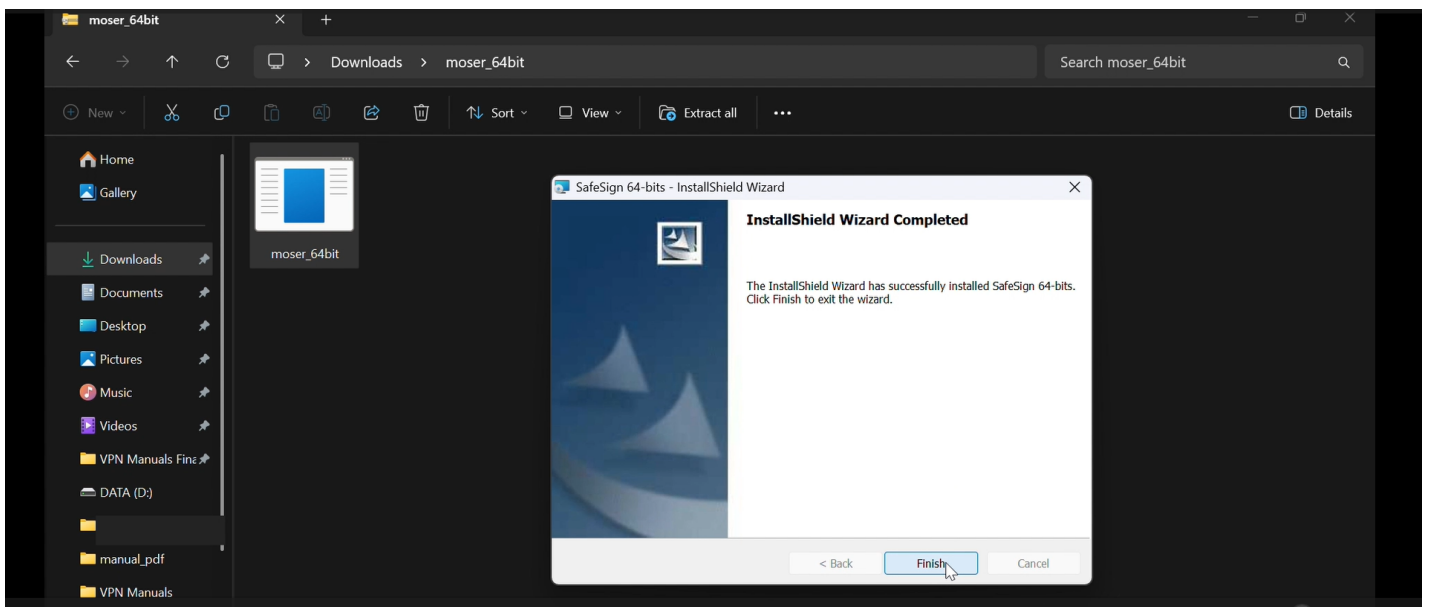 moser_64bit
Downloads > moser_64bit
Search moser_64bit
New
Sort
View
Extract all
Details
Home
Gallery
Downloads
Documents
Desktop
Pictures
Music
Videos
VPN Manuals Fina
DATA (D:)
manual_pdf
VPN Manuals
moser_64bit
SafeSign 64-bits - InstallShield Wizard
InstallShield Wizard Completed
The InstallShield Wizard has successfully installed SafeSign 64-bits.
Click Finish to exit the wizard.
< Back
Finish
Cancel